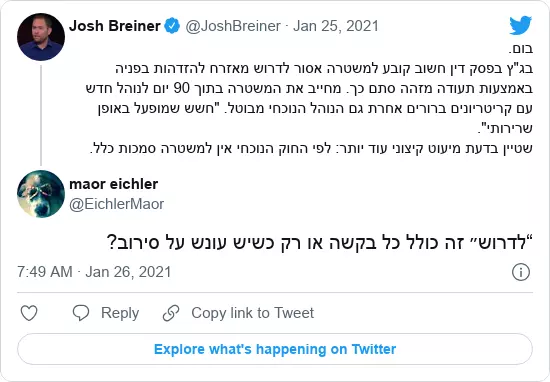 Josh Breiner @JoshBreiner · Jan 25, 2021
בום.
בג"ץ בפסק דין חשוב קובע למשטרה אסור לדרוש מאזרח להזדהות בפניה
באמצעות תעודה מזהה סתם כך. מחייב את המשטרה בתוך 90 יום לנוהל חדש
עם קריטריונים ברורים אחרת גם הנוהל הנוכחי מבוטל. "חשש שמופעל באופן
שרירותי".
שטיין בדעת מיעוט קיצוני עוד יותר: לפי החוק הנוכחי אין למשטרה סמכות כלל.
maor eichler
@EichlerMaor
“לדרוש״ זה כולל כל בקשה או רק כשיש עונש על סירוב?
7:49 AM · Jan 26, 2021
Reply Copy link to Tweet
Explore what's happening on Twitter